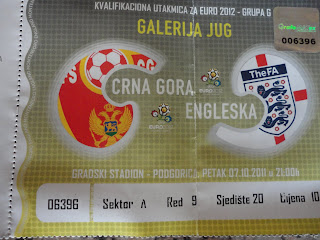 KVALIFIKACIONA UTAKMICA ZA EURO 2012 - GRUPA G
GALERIJA JUG
006396
CRNA GORA
ENGLESKA
TheFA
GRADSKI STADION - PODGORICA, PETAK 07.10.2011 u 21:00h
06396 Sektor A Red 9 Sjedište 20 Cijena 10